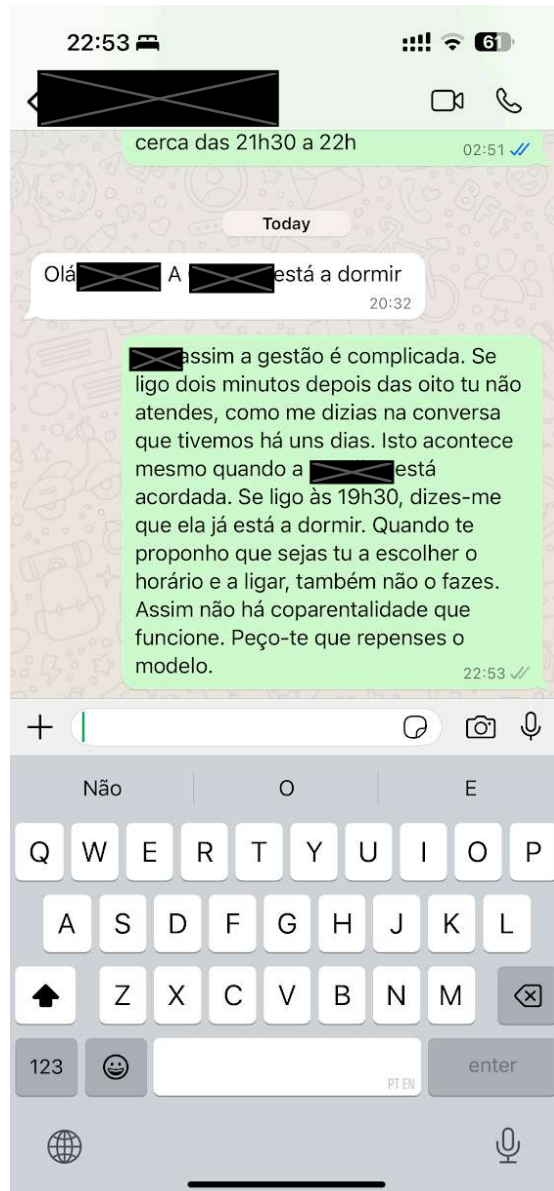 22:53
61
cerca das 21h30 a 22h
02:51
Today
Olá A está a dormir
20:32
assim a gestão é complicada. Se
ligo dois minutos depois das oito tu não
atendes, como me dizias na conversa
que tivemos há uns dias. Isto acontece
mesmo quando a está
acordada. Se ligo às 19h30, dizes-me
que ela já está a dormir. Quando te
proponho que sejas tu a escolher o
horário e a ligar, também não o fazes.
Assim não há coparentalidade que
funcione. Peço-te que repenses o
modelo.
22:53
Não O E
Q W E R T Y U I O P
A S D F G H J K L
Z X C V B N M
123 PT EN enter